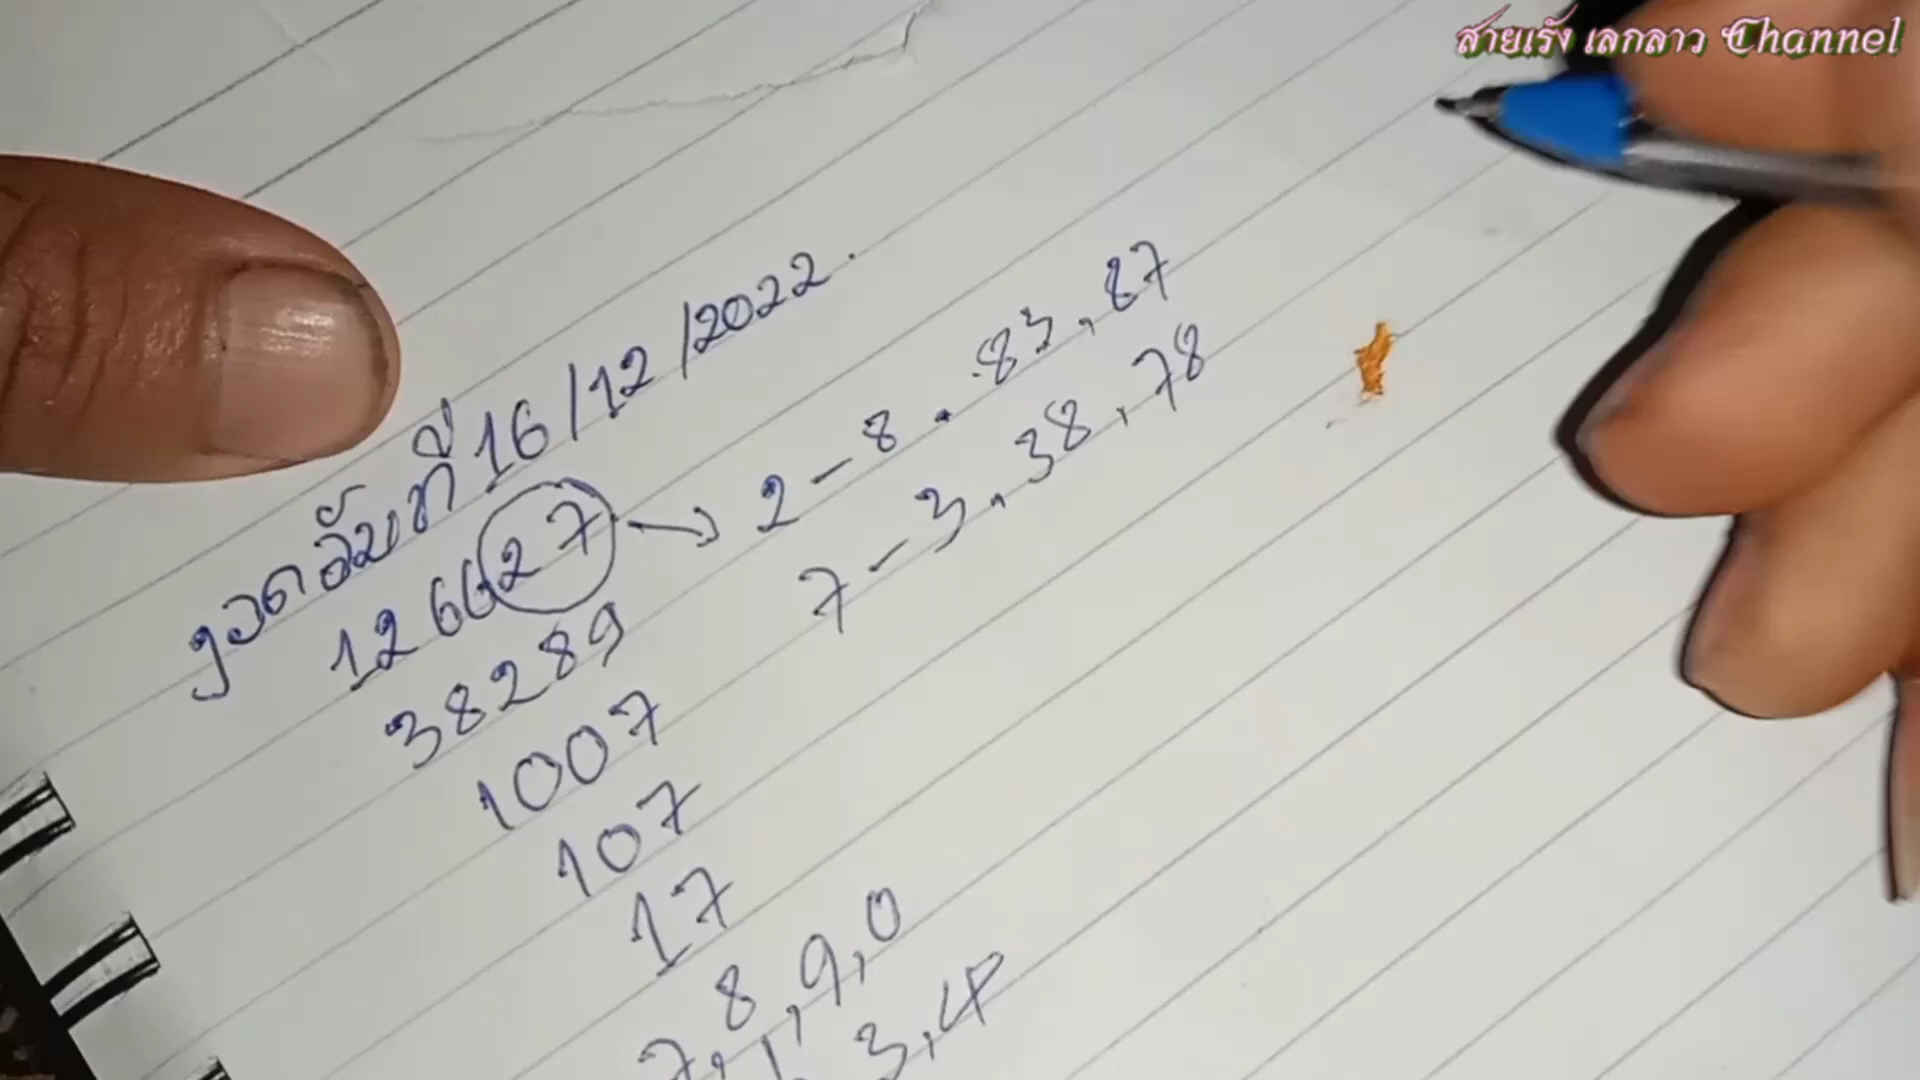 สายเร้ง เลกลาว Channel
งวดวันที่ 16/12/2022.
126627 → 2-8. 83, 87
7-3, 38, 78
38289
1007
107
17
7, 8, 9, 0
3, 4